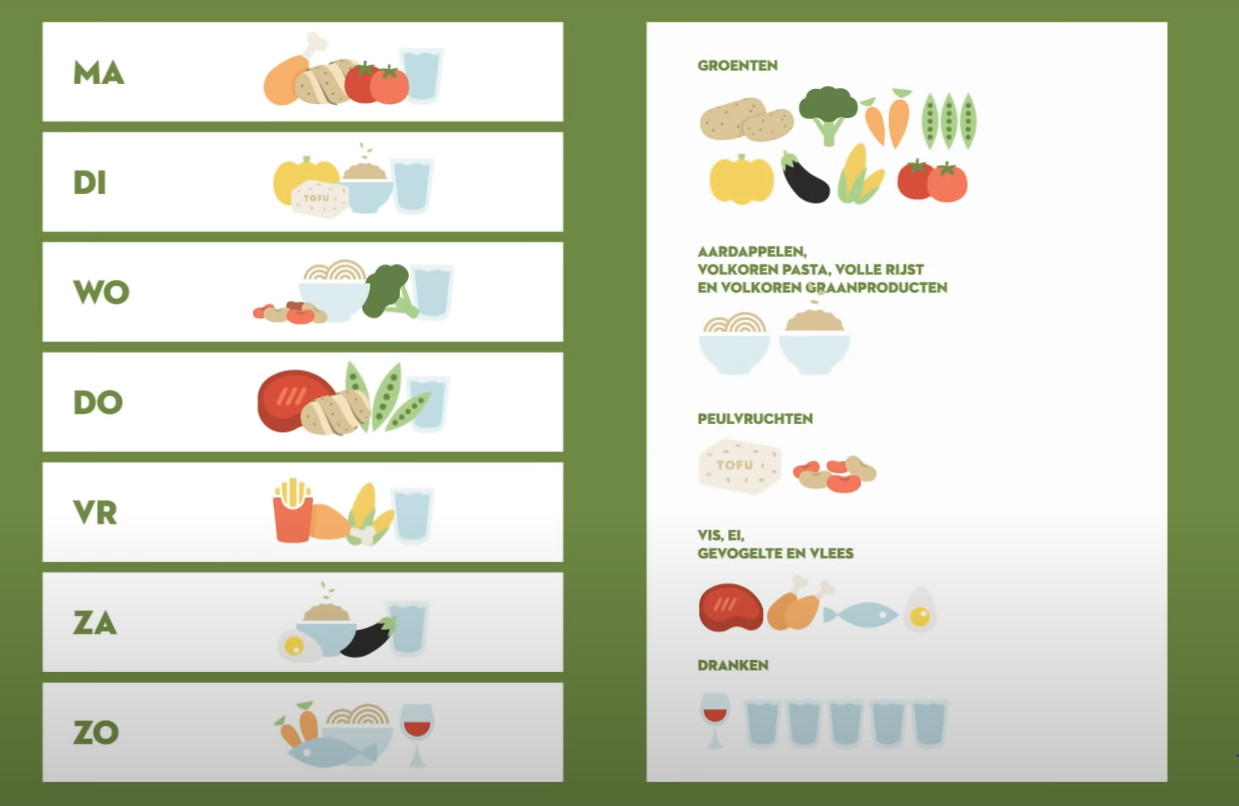 MA
DI
TOFU
WO
DO
VR
ZA
ZO
GROENTEN
AARDAPPELEN,
VOLKOREN PASTA, VOLLE RIJST
EN VOLKOREN GRAANPRODUCTEN
PEULVRUCHTEN
TOFU
VIS, EI,
GEVOGELTE EN VLEES
DRANKEN